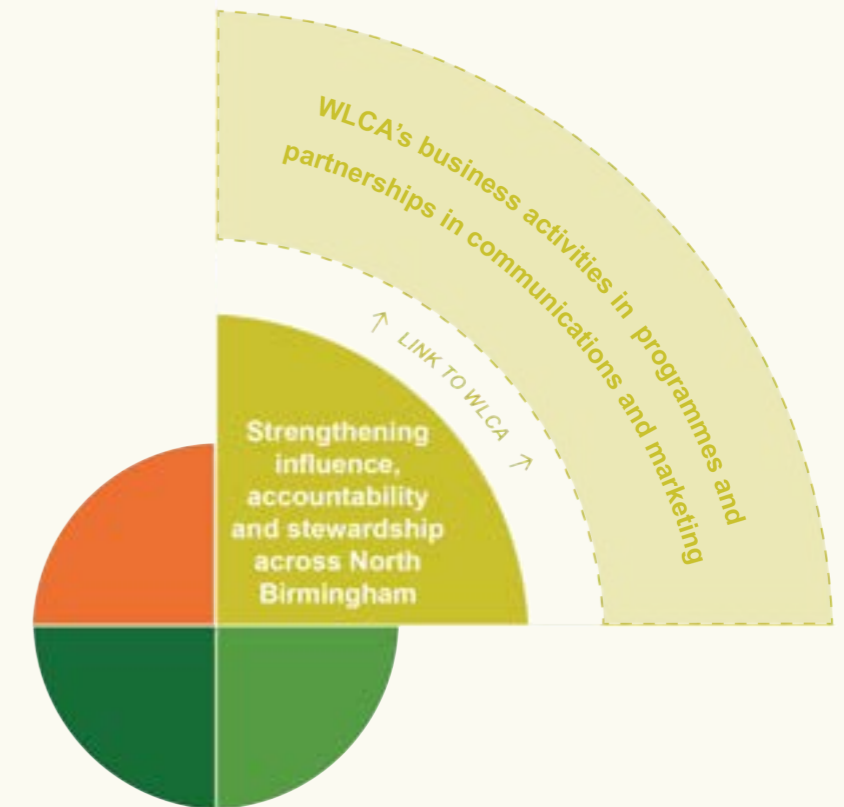 WLCA's business activities in programmes and
partnerships in communications and marketing
↑ LINK TO WLCA ↑
Strengthening
influence,
accountability
and stewardship
across North
Birmingham